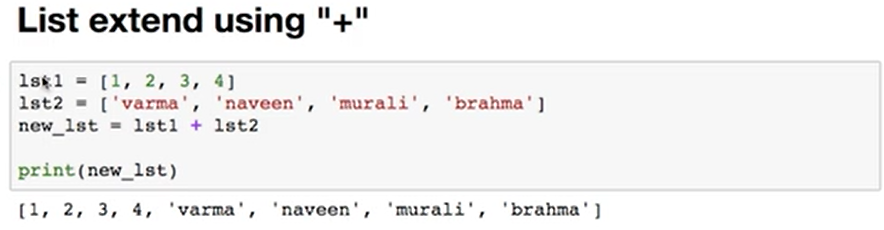 List extend using "+"
lst1 = [1, 2, 3, 4]
lst2 = ['varma', 'naveen', 'murali', 'brahma']
new_lst = lst1 + lst2
print(new_lst)
[1, 2, 3, 4, 'varma', 'naveen', 'murali', 'brahma']